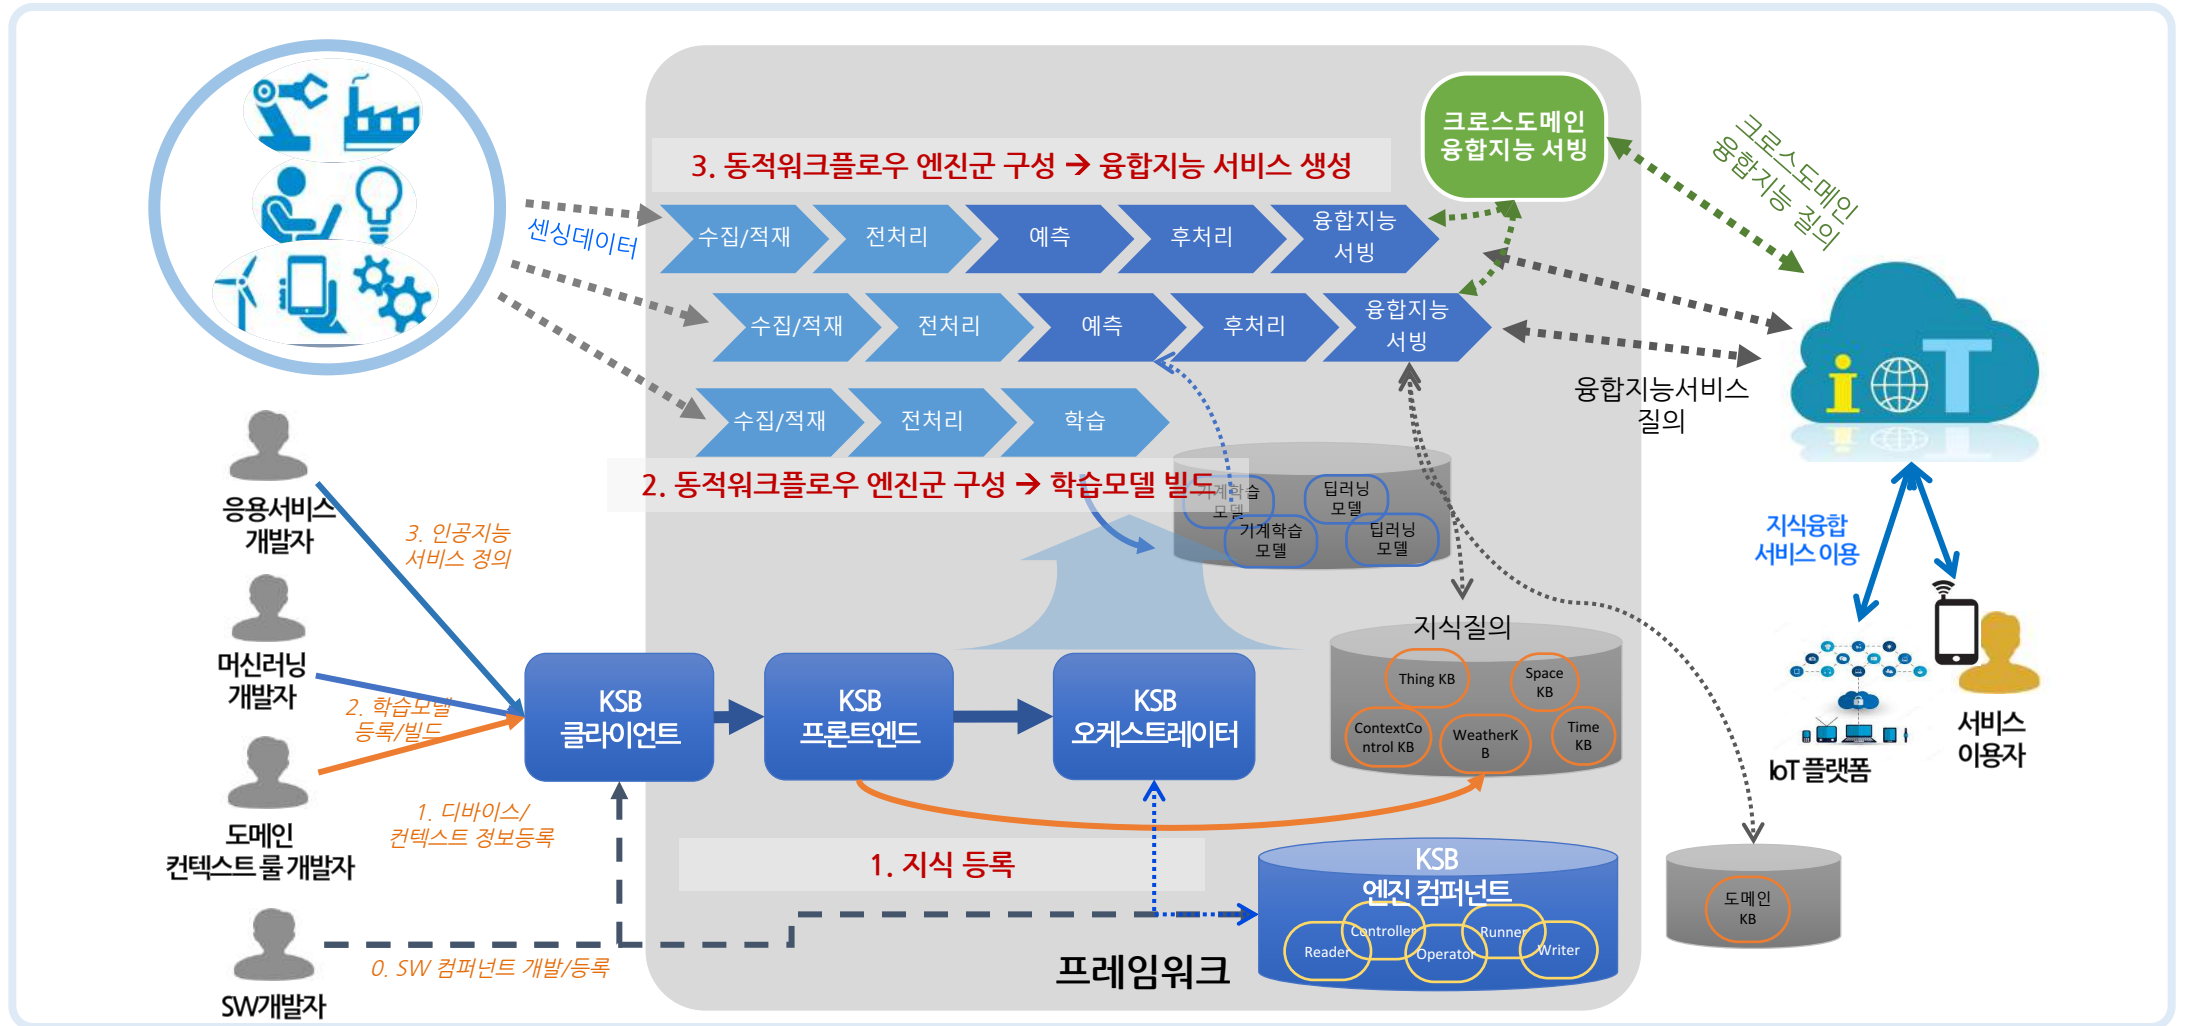 3. 동적워크플로우 엔진군 구성 → 융합지능 서비스 생성
크로스도메인
융합지능 서빙
크로스도메인
융합지능 질의
센싱데이터
수집/적재
전처리
예측
후처리
융합지능
서빙
수집/적재
전처리
예측
후처리
융합지능
서빙
수집/적재
전처리
학습
융합지능서비스
질의
iOT
2. 동적워크플로우 엔진군 구성 → 학습모델 빌드
기계학습
모델
딥러닝
모델
기계학습
모델
딥러닝
모델
응용서비스
개발자
3. 인공지능
서비스 정의
머신러닝
개발자
2. 학습모델
등록/빌드
도메인
컨텍스트 룰 개발자
1. 디바이스/
컨텍스트 정보등록
SW개발자
0. SW 컴퍼넌트 개발/등록
KSB
클라이언트
KSB
프론트엔드
KSB
오케스트레이터
지식질의
Thing KB
Space
KB
ContextCo
ntrol KB
WeatherK
B
Time
KB
지식융합
서비스 이용
IoT 플랫폼
서비스
이용자
1. 지식 등록
KSB
엔진 컴퍼넌트
Reader
Controller
Operator
Runner
Writer
도메인
KB
프레임워크